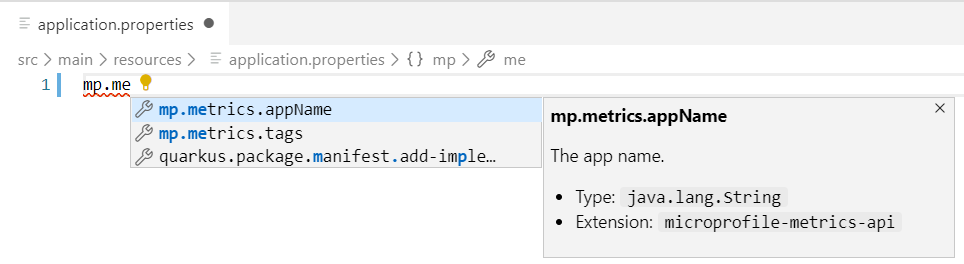 application.properties
src > main > resources > application.properties > {} mp > me
1 mp.me
mp.metrics.appName
mp.metrics.tags
quarkus.package.manifest.add-imple…
mp.metrics.appName
The app name.
• Type: java.lang.String
• Extension: microprofile-metrics-api